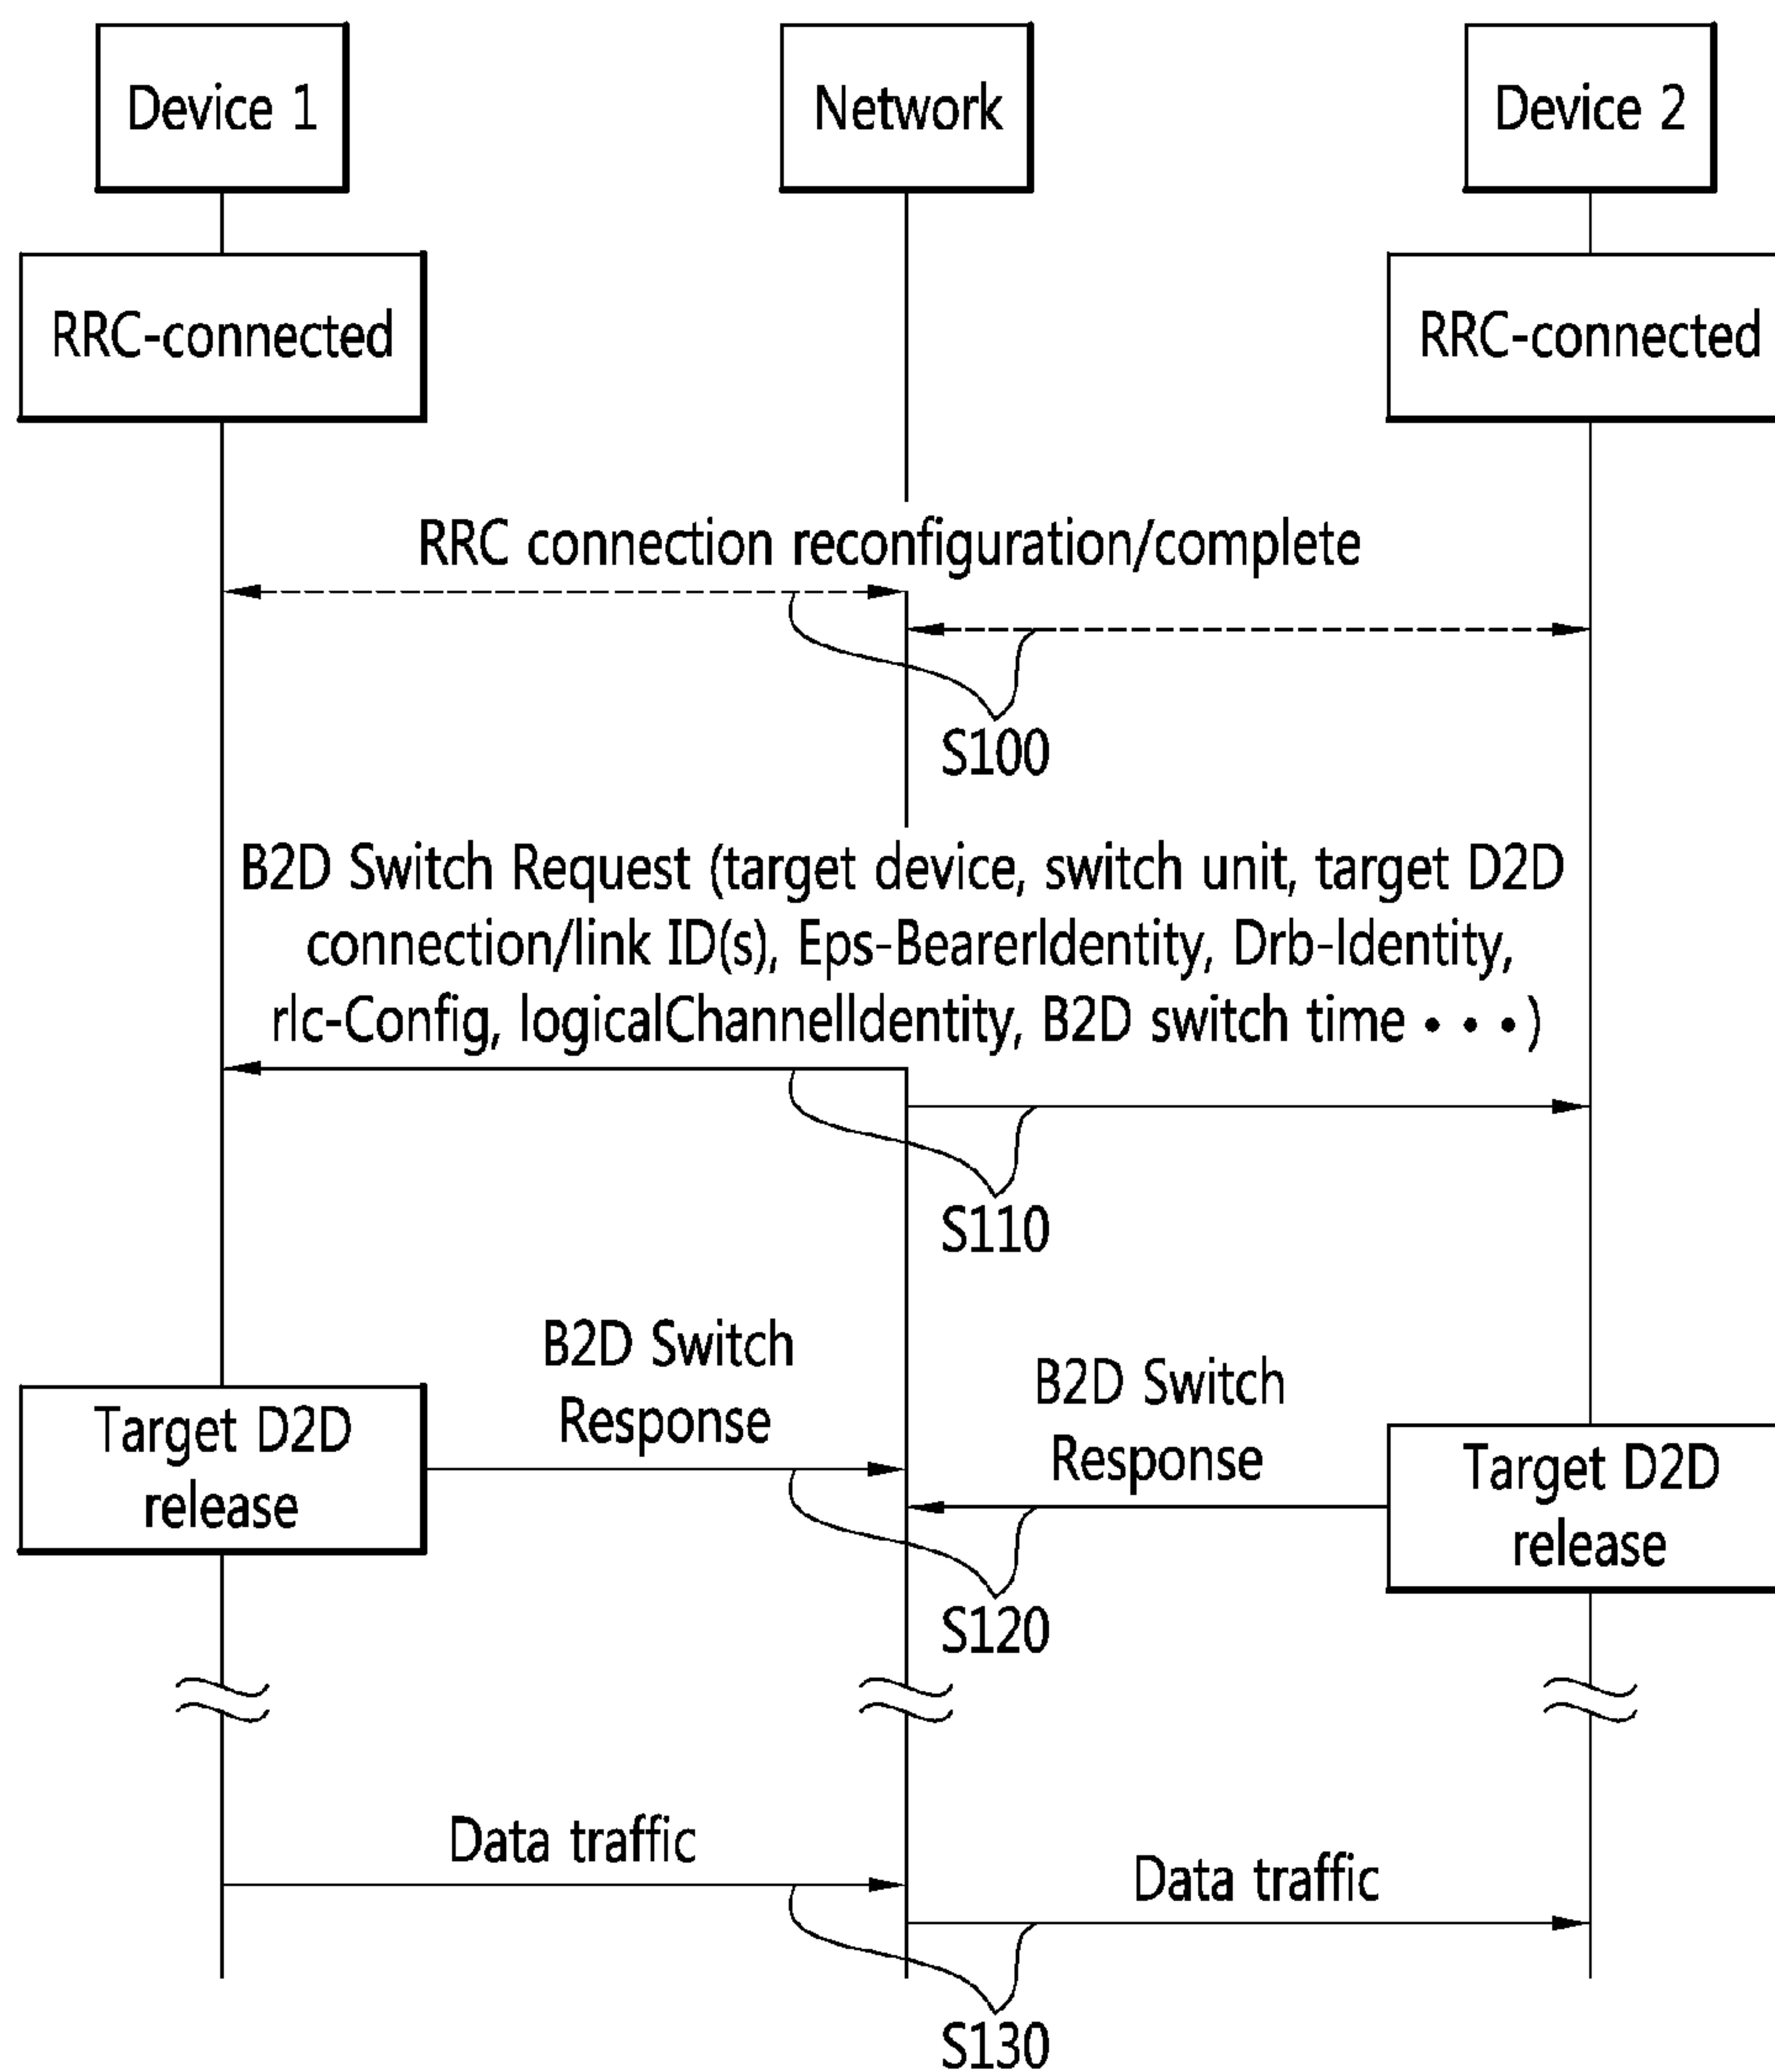 Device 1
Network
Device 2
RRC-connected
RRC-connected
RRC connection reconfiguration/complete
S100
B2D Switch Request (target device, switch unit, target D2D
connection/link ID(s), Eps-BearerIdentity, Drb-Identity,
rlc-Config, logicalChannelIdentity, B2D switch time • • •)
S110
B2D Switch
Response
B2D Switch
Response
Target D2D
release
Target D2D
release
S120
Data traffic
Data traffic
S130